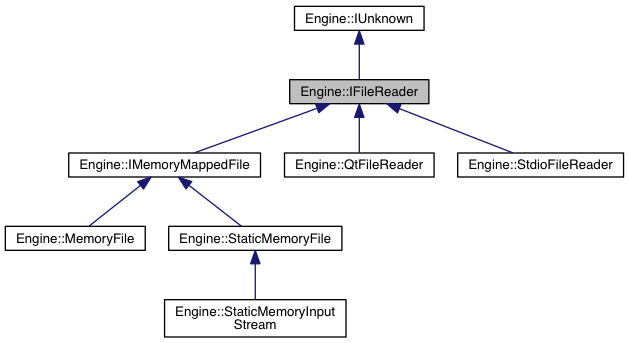 Engine::IUnknown
Engine::IFileReader
Engine::IMemoryMappedFile
Engine::QtFileReader
Engine::StdioFileReader
Engine::MemoryFile
Engine::StaticMemoryFile
Engine::StaticMemoryInput
Stream